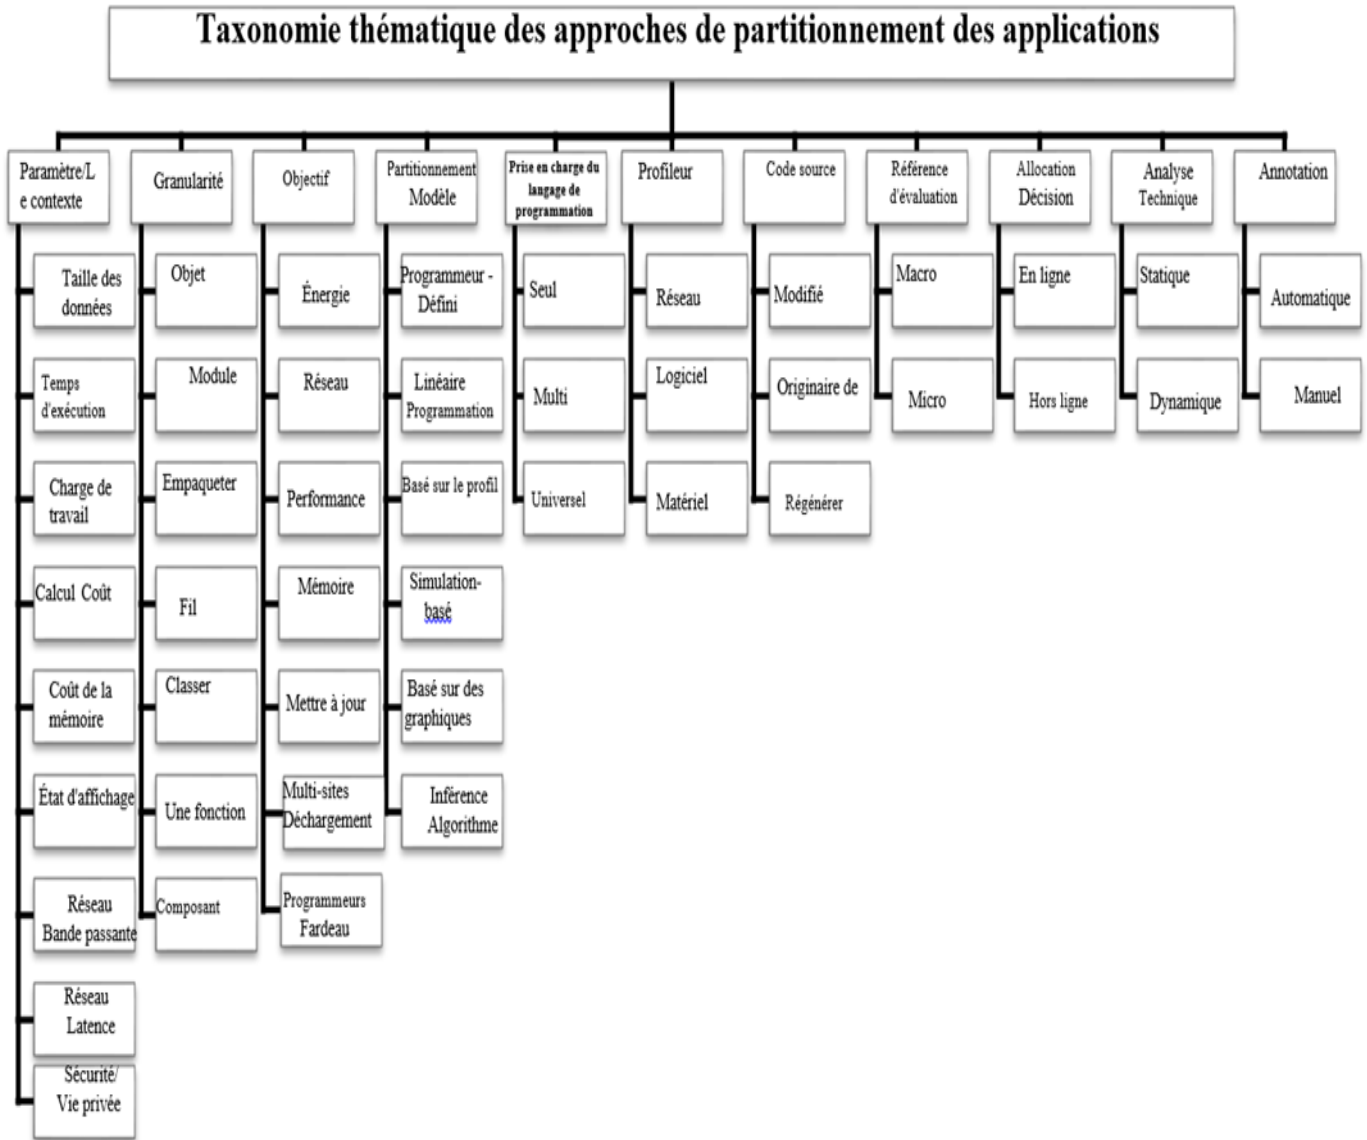 Taxonomie thématique des approches de partitionnement des applications
Paramètre/L
e contexte
Taille des
données
Temps
d'exécution
Charge de
travail
Calcul Coût
Coût de la
mémoire
État d'affichage
Réseau
Bande passante
Réseau
Latence
Sécurité/
Vie privée
Granularité
Objet
Module
Empaqueter
Fil
Classer
Une fonction
Composant
Objectif
Énergie
Réseau
Performance
Mémoire
Mettre à jour
Multi-sites
Déchargement
Programmeurs
Fardeau
Partitionnement
Modèle
Programmeur -
Défini
Linéaire
Programmation
Basé sur le profil
Simulation-
basé
Basé sur des
graphiques
Inférence
Algorithme
Prise en charge du
langage de
programmation
Seul
Multi
Universel
Profileur
Réseau
Logiciel
Matériel
Code source
Modifié
Originaire de
Régénérer
Référence
d'évaluation
Macro
Micro
Allocation
Décision
En ligne
Hors ligne
Analyse
Technique
Statique
Dynamique
Annotation
Automatique
Manuel